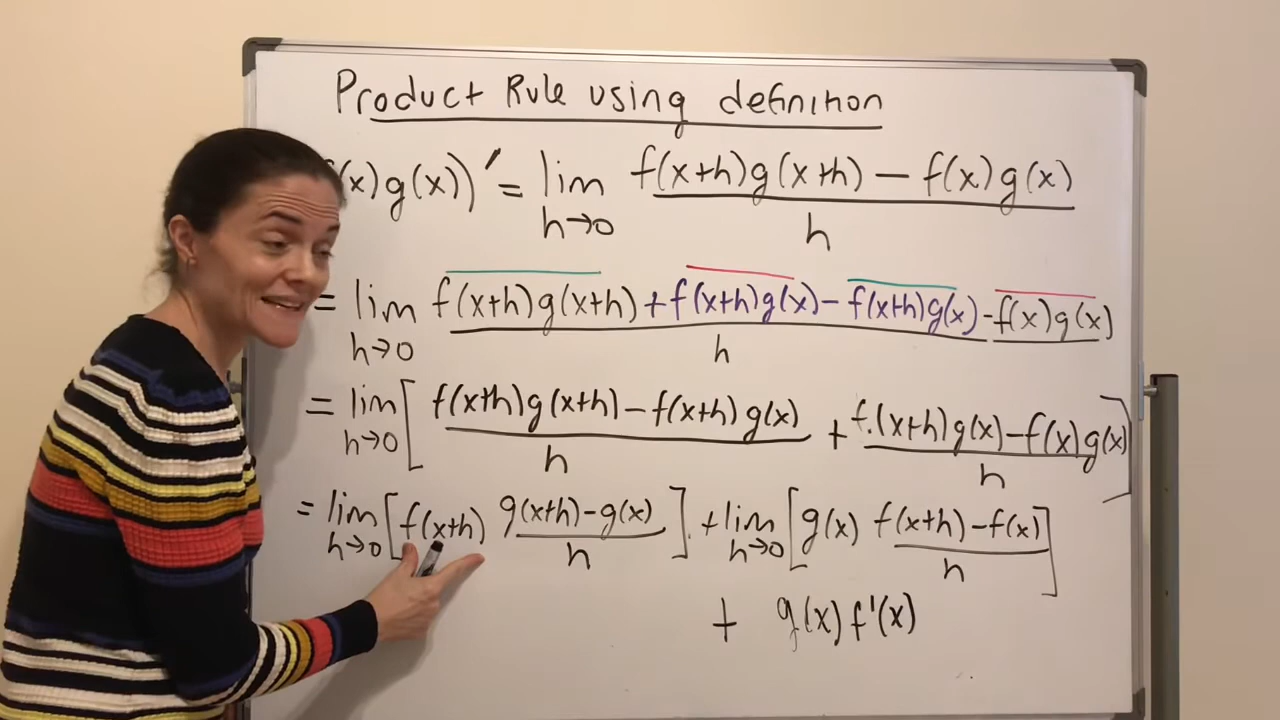 Product Rule using definition
(x)g(x))' = lim h→0 f(x+h)g(x+h) − f(x)g(x) / h
= lim h→0 f(x+h)g(x+h) + f(x+h)g(x) − f(x+h)g(x) − f(x)g(x) / h
= lim h→0 [ f(x+h)g(x+h) − f(x+h)g(x) / h + f.(x+h)g(x) − f(x)g(x) / h ]
= lim h→0 [ f(x+h) g(x+h) − g(x) / h ] + lim h→0 [ g(x) f(x+h) − f(x) / h ]
+ g(x) f'(x)